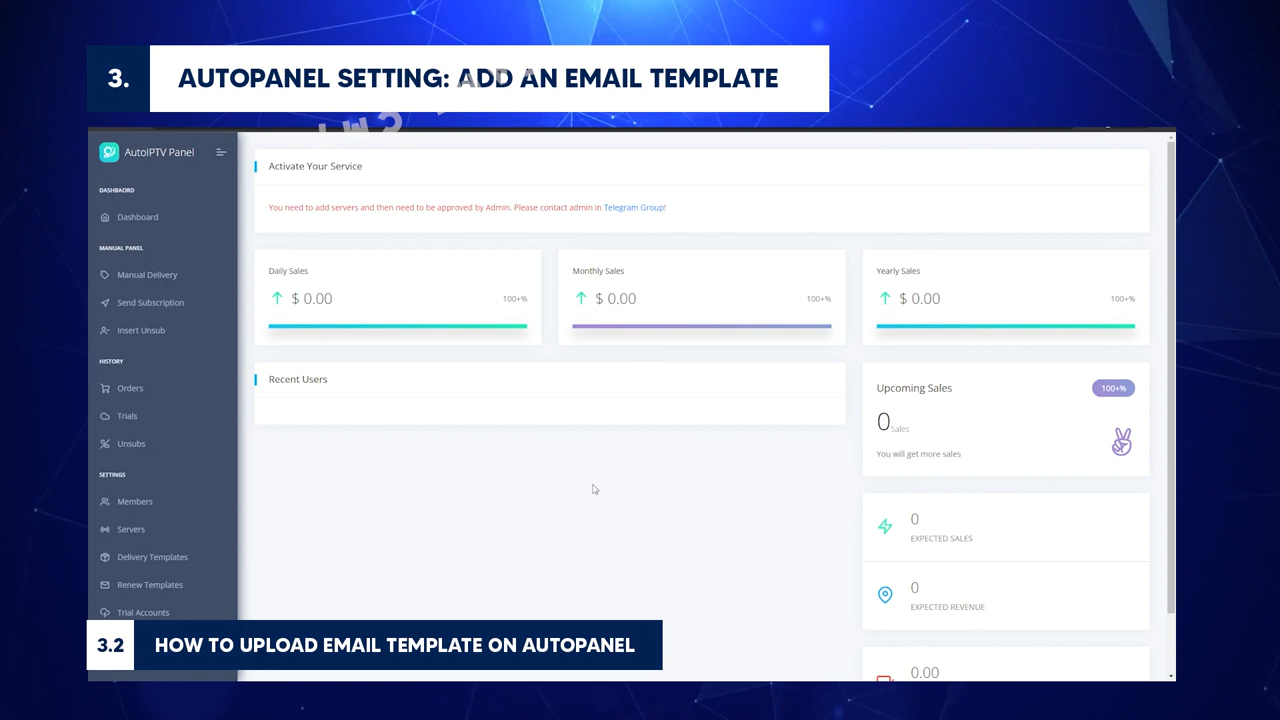 3.
AUTOPANEL SETTING: ADD AN EMAIL TEMPLATE
AutoIPTV Panel
DASHBAORD
Dashboard
MANUAL PANEL
Manual Delivery
Send Subscription
Insert Unsub
HISTORY
Orders
Trials
Unsubs
SETTINGS
Members
Servers
Delivery Templates
Renew Templates
Trial Accounts
Activate Your Service
You need to add servers and then need to be approved by Admin. Please contact admin in Telegram Group!
Daily Sales
$ 0.00
100+%
Monthly Sales
$ 0.00
100+%
Yearly Sales
$ 0.00
100+%
Recent Users
Upcoming Sales
100+%
0 Sales
You will get more sales
0
EXPECTED SALES
0
EXPECTED REVENUE
0.00
3.2
HOW TO UPLOAD EMAIL TEMPLATE ON AUTOPANEL